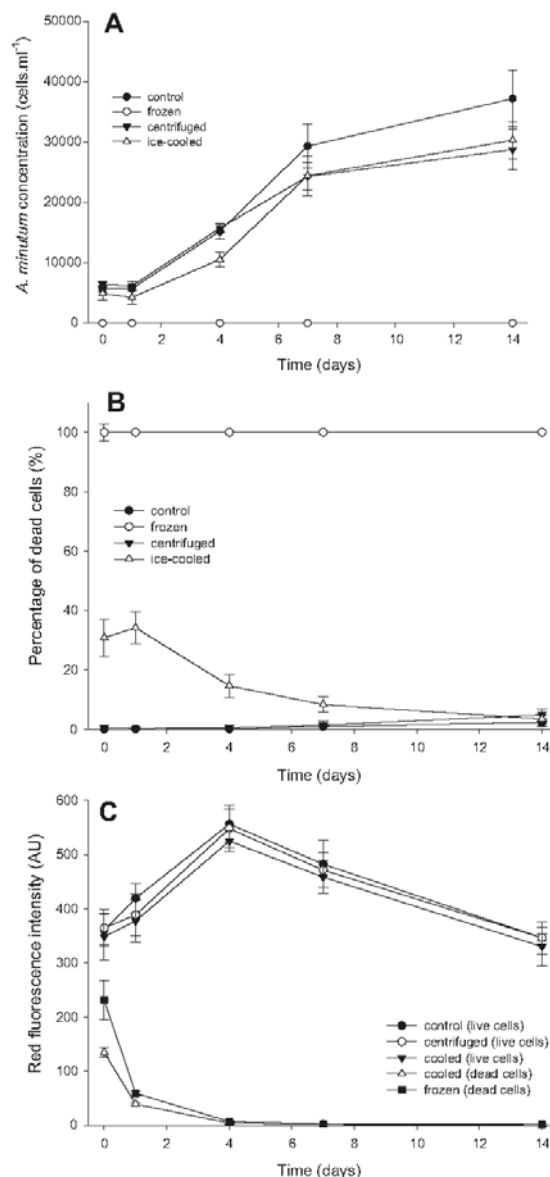 A
50000
40000
30000
20000
10000
0
A. minutum concentration (cells.ml⁻¹)
control
frozen
centrifuged
ice-cooled
0 2 4 6 8 10 12 14
Time (days)
B
100
80
60
40
20
0
Percentage of dead cells (%)
control
frozen
centrifuged
ice-cooled
0 2 4 6 8 10 12 14
Time (days)
C
600
500
400
300
200
100
0
Red fluorescence intensity (AU)
control (live cells)
centrifuged (live cells)
cooled (live cells)
cooled (dead cells)
frozen (dead cells)
0 2 4 6 8 10 12 14
Time (days)